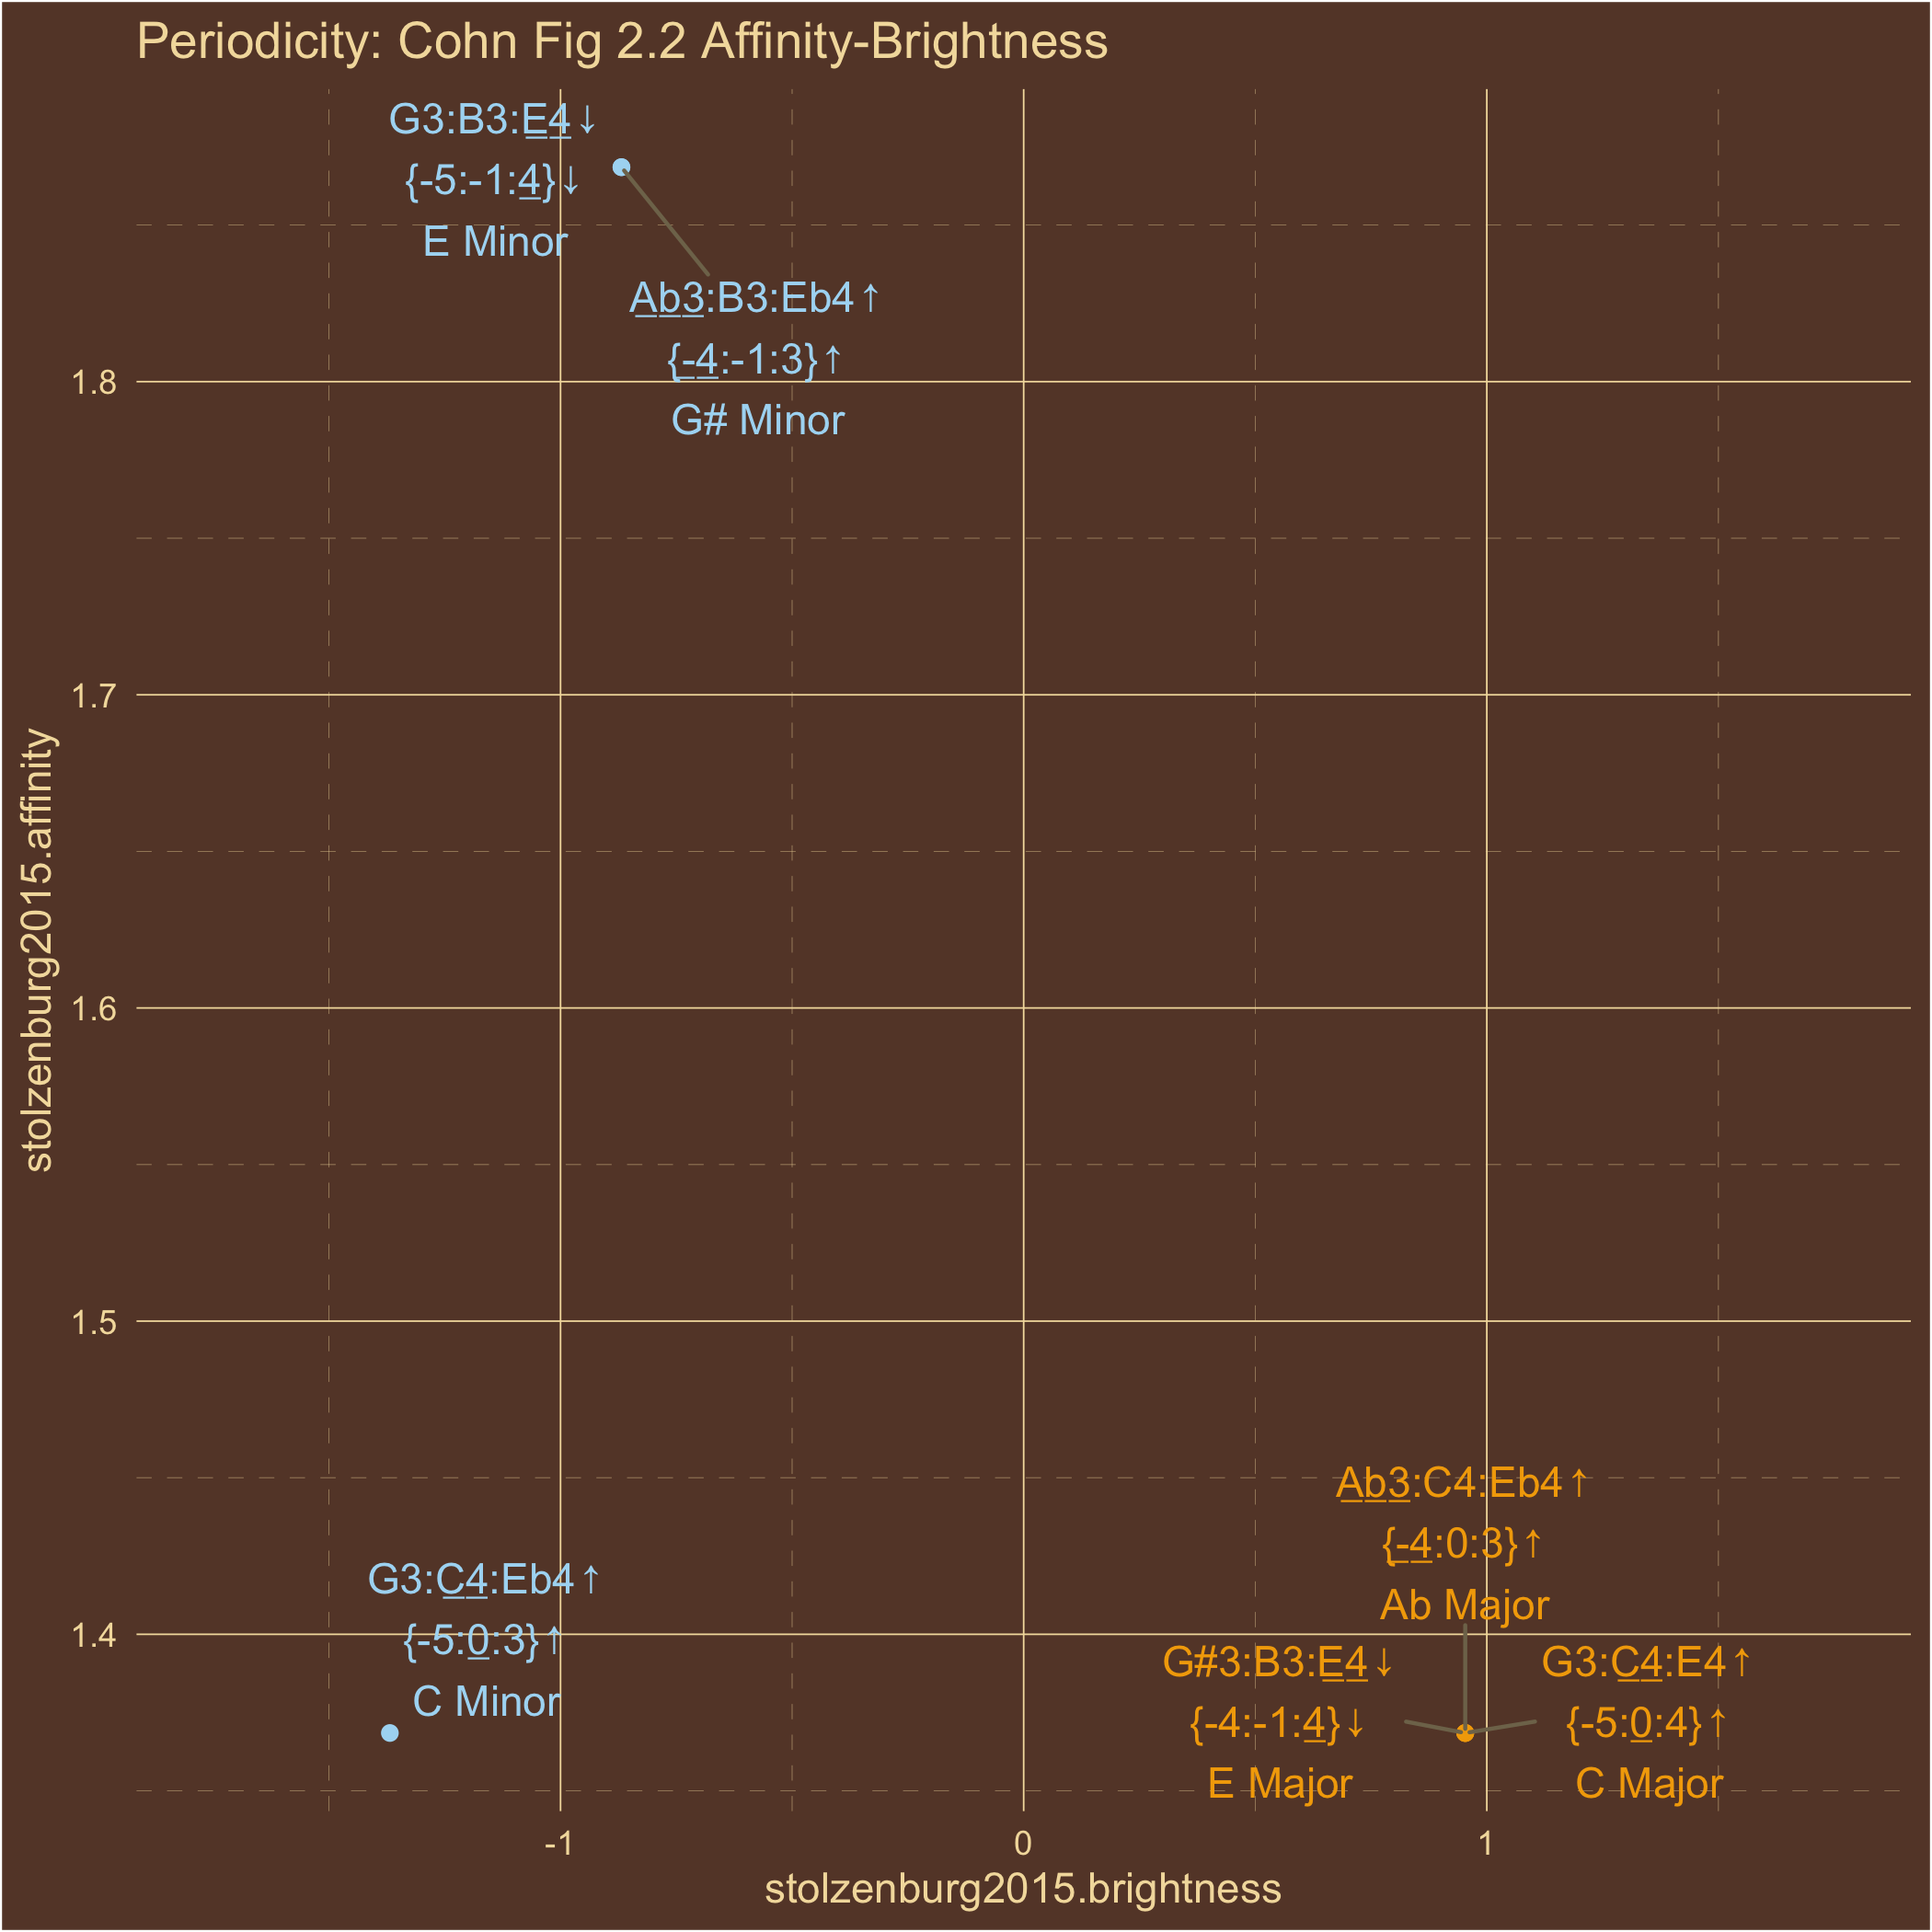 Periodicity: Cohn Fig 2.2 Affinity-Brightness
G3:B3:E4↓
{-5:-1:4}↓
E Minor
Ab3:B3:Eb4↑
{-4:-1:3}↑
G# Minor
1.8
1.7
1.6
1.5
1.4
stolzenburg2015.affinity
Ab3:C4:Eb4↑
{-4:0:3}↑
Ab Major
G3:C4:Eb4↑
{-5:0:3}↑
C Minor
G#3:B3:E4↓
{-4:-1:4}↓
E Major
G3:C4:E4↑
{-5:0:4}↑
C Major
-1
0
1
stolzenburg2015.brightness